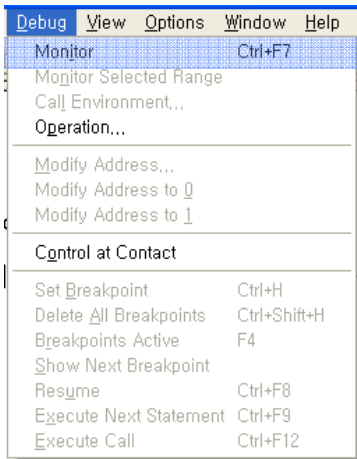 Debug View Options Window Help
Monitor Ctrl+F7
Monitor Selected Range
Call Environment...
Operation...
Modify Address...
Modify Address to 0
Modify Address to 1
Control at Contact
Set Breakpoint Ctrl+H
Delete All Breakpoints Ctrl+Shift+H
Breakpoints Active F4
Show Next Breakpoint
Resume Ctrl+F8
Execute Next Statement Ctrl+F9
Execute Call Ctrl+F12